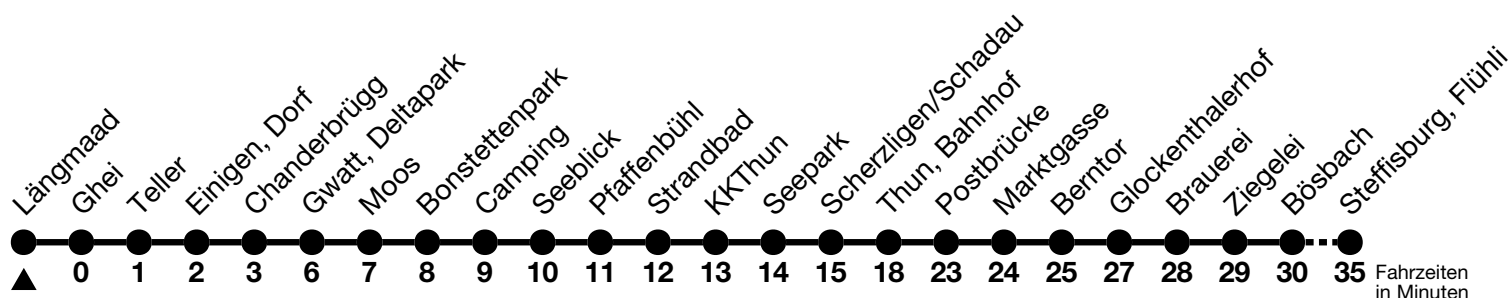 Längmaad
Ghei
Teller
Einigen, Dorf
Chanderbrügg
Gwatt, Deltapark
Moos
Bonstettenpark
Camping
Seeblick
Pfaffenbühl
Strandbad
KKThun
Seepark
Scherzligen/Schadau
Thun, Bahnhof
Postbrücke
Marktgasse
Berntor
Glockenthalerhof
Brauerei
Ziegelei
Bösbach
Steffisburg, Flühli
0 1 2 3 6 7 8 9 10 11 12 13 14 15 18 23 24 25 27 28 29 30 35
Fahrzeiten
in Minuten